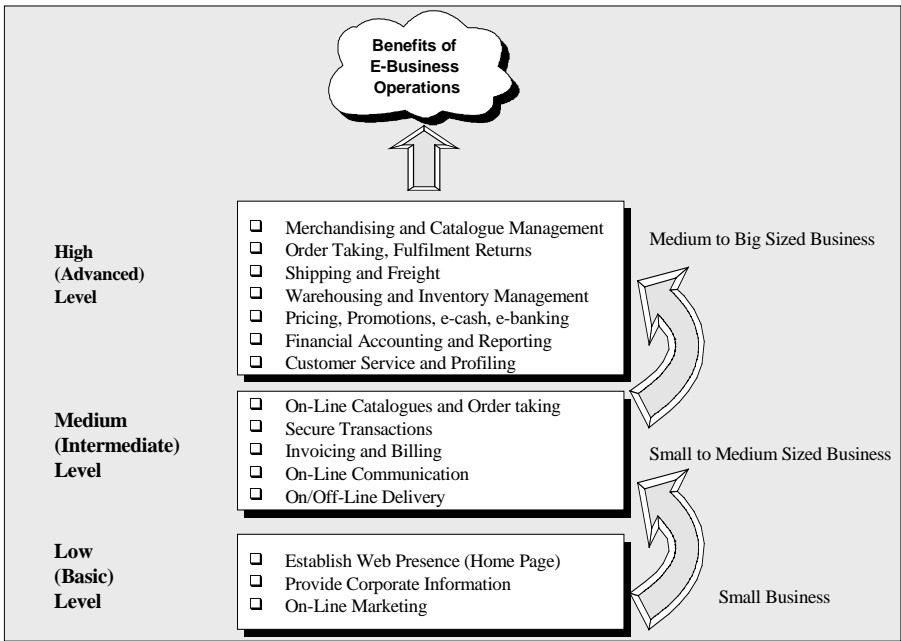 Benefits of
E-Business
Operations
High
(Advanced)
Level
Merchandising and Catalogue Management
Order Taking, Fulfilment Returns
Shipping and Freight
Warehousing and Inventory Management
Pricing, Promotions, e-cash, e-banking
Financial Accounting and Reporting
Customer Service and Profiling
Medium to Big Sized Business
Medium
(Intermediate)
Level
On-Line Catalogues and Order taking
Secure Transactions
Invoicing and Billing
On-Line Communication
On/Off-Line Delivery
Small to Medium Sized Business
Low
(Basic)
Level
Establish Web Presence (Home Page)
Provide Corporate Information
On-Line Marketing
Small Business